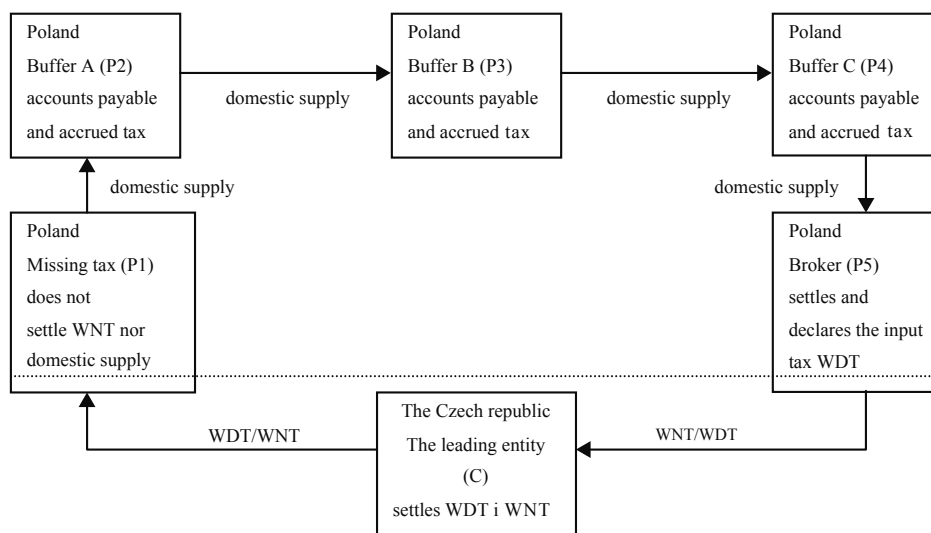 Poland
Buffer A (P2)
accounts payable
and accrued tax
domestic supply
Poland
Buffer B (P3)
accounts payable
and accrued tax
domestic supply
Poland
Buffer C (P4)
accounts payable
and accrued tax
domestic supply
domestic supply
Poland
Missing tax (P1)
does not
settle WNT nor
domestic supply
Poland
Broker (P5)
settles and
declares the input
tax WDT
WDT/WNT
The Czech republic
The leading entity
(C)
settles WDT i WNT
WNT/WDT